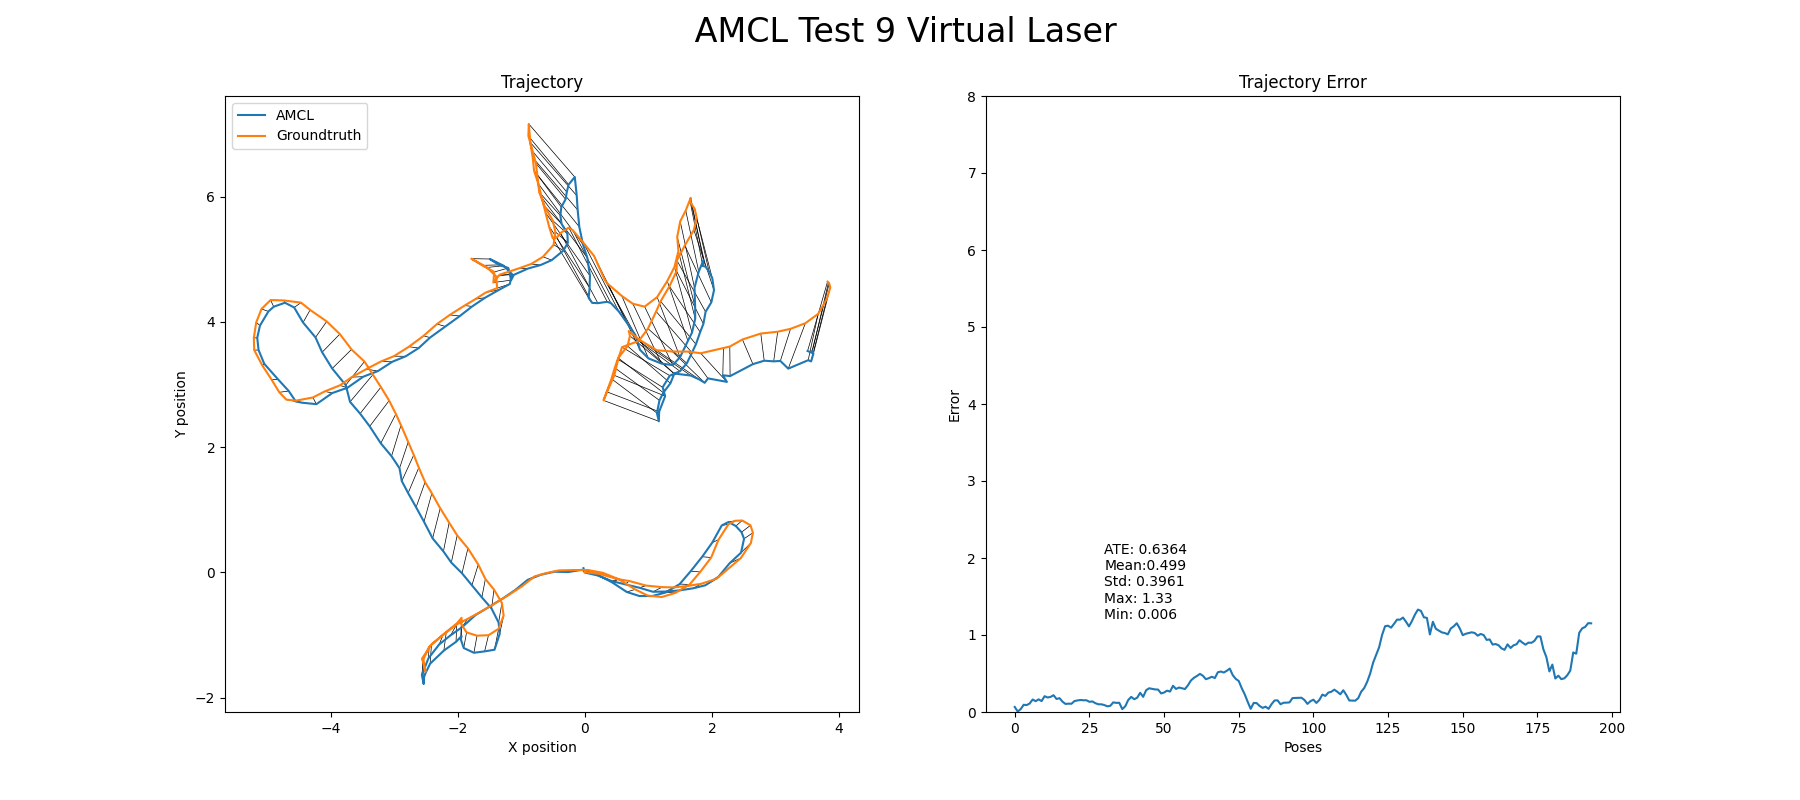 AMCL Test 9 Virtual Laser
Trajectory
AMCL
Groundtruth
6
4
2
0
−2
Y position
−4
−2
0
2
4
X position
Trajectory Error
8
7
6
5
4
3
2
1
0
Error
ATE: 0.6364
Mean:0.499
Std: 0.3961
Max: 1.33
Min: 0.006
0
25
50
75
100
125
150
175
200
Poses